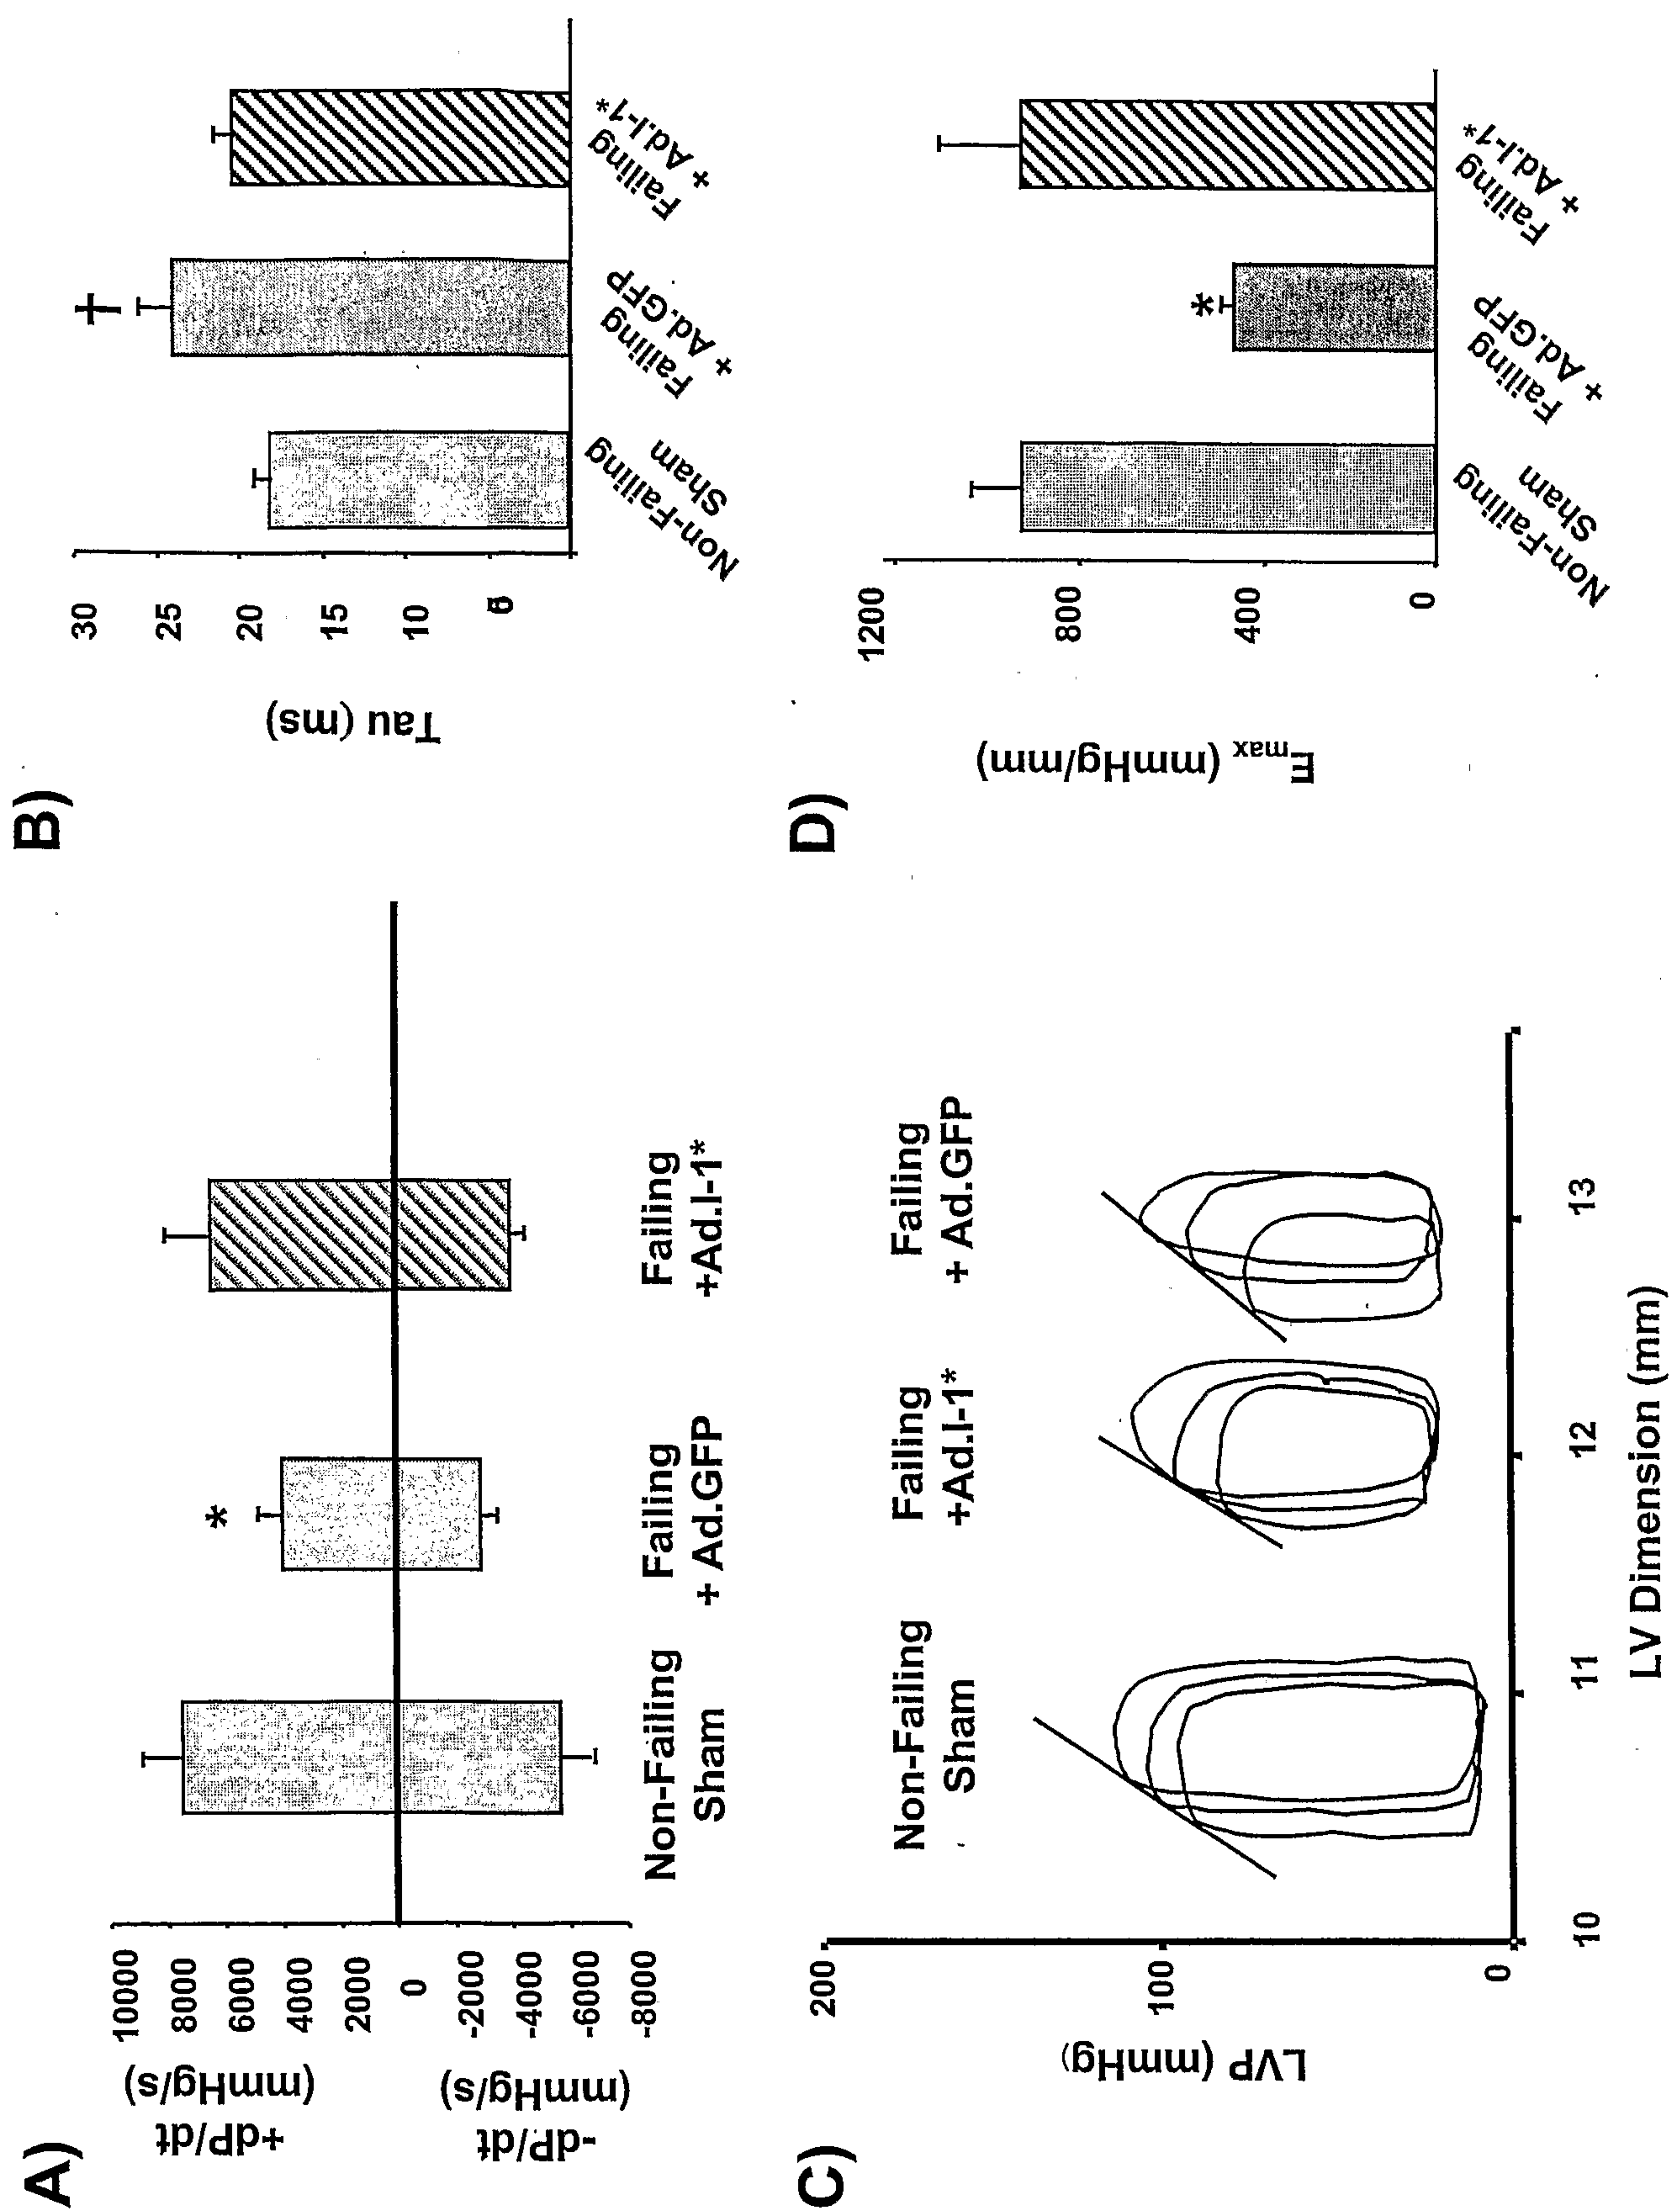 A)
+dP/dt
(mmHg/s)
-dP/dt
(mmHg/s)
10000
8000
6000
4000
2000
0
-2000
-4000
-6000
-8000
*
Non-Failing
Sham
Failing
+ Ad.GFP
Failing
+Ad.I-1*
B)
Tau (ms)
30
25
20
15
10
†
Non-Failing
Sham
Failing
+ Ad.GFP
Failing
+ Ad.I-1*
C)
LVP (mmHg)
200
100
0
Non-Failing
Sham
Failing
+Ad.I-1*
Failing
+ Ad.GFP
10
11
12
13
LV Dimension (mm)
D)
Emax (mmHg/mm)
1200
800
400
0
*
Non-Failing
Sham
Failing
+ Ad.GFP
Failing
+ Ad.I-1*